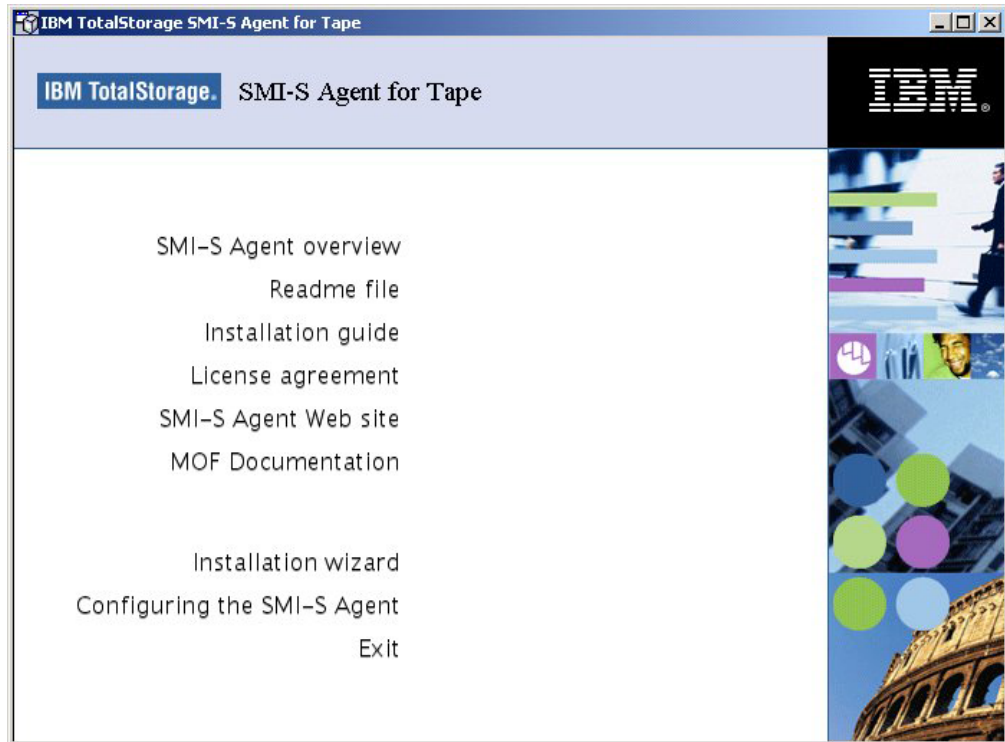 IBM TotalStorage SMI-S Agent for Tape
IBM TotalStorage. SMI-S Agent for Tape
IBM®
SMI-S Agent overview
Readme file
Installation guide
License agreement
SMI-S Agent Web site
MOF Documentation
Installation wizard
Configuring the SMI-S Agent
Exit